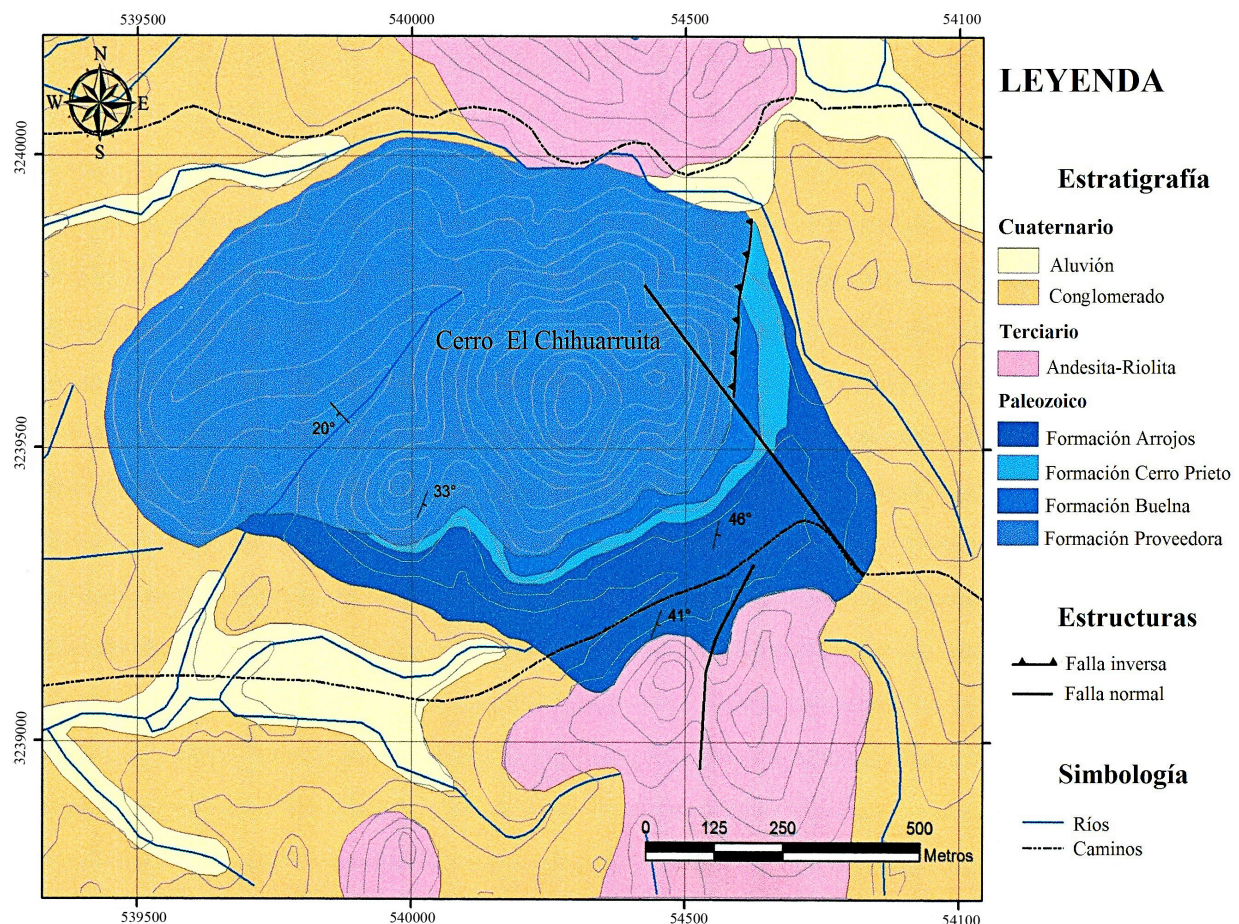 539500 540000 544500 54100
LEYENDA
N
W E
S
3240000
3239500
3239000
Cerro El Chihuarruita
20°
33°
46°
41°
0 125 250 500
Metros
539500 540000 544500 54100
Estratigrafía
Cuaternario
Aluvión
Conglomerado
Terciario
Andesita-Riolita
Paleozoico
Formación Arrojos
Formación Cerro Prieto
Formación Buelna
Formación Proveedora
Estructuras
Falla inversa
Falla normal
Simbología
Ríos
Caminos